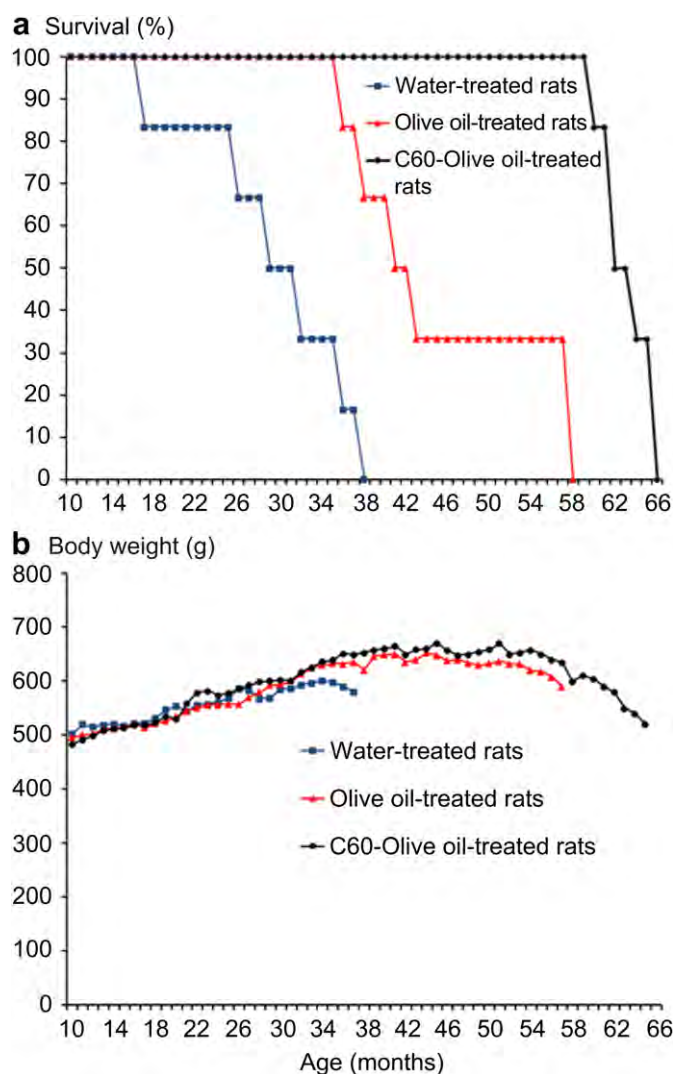 a Survival (%)
100
90
80
70
60
50
40
30
20
10
0
Water-treated rats
Olive oil-treated rats
C60-Olive oil-treated
rats
10 14 18 22 26 30 34 38 42 46 50 54 58 62 66
b Body weight (g)
800
700
600
500
400
300
200
100
0
Water-treated rats
Olive oil-treated rats
C60-Olive oil-treated rats
10 14 18 22 26 30 34 38 42 46 50 54 58 62 66
Age (months)